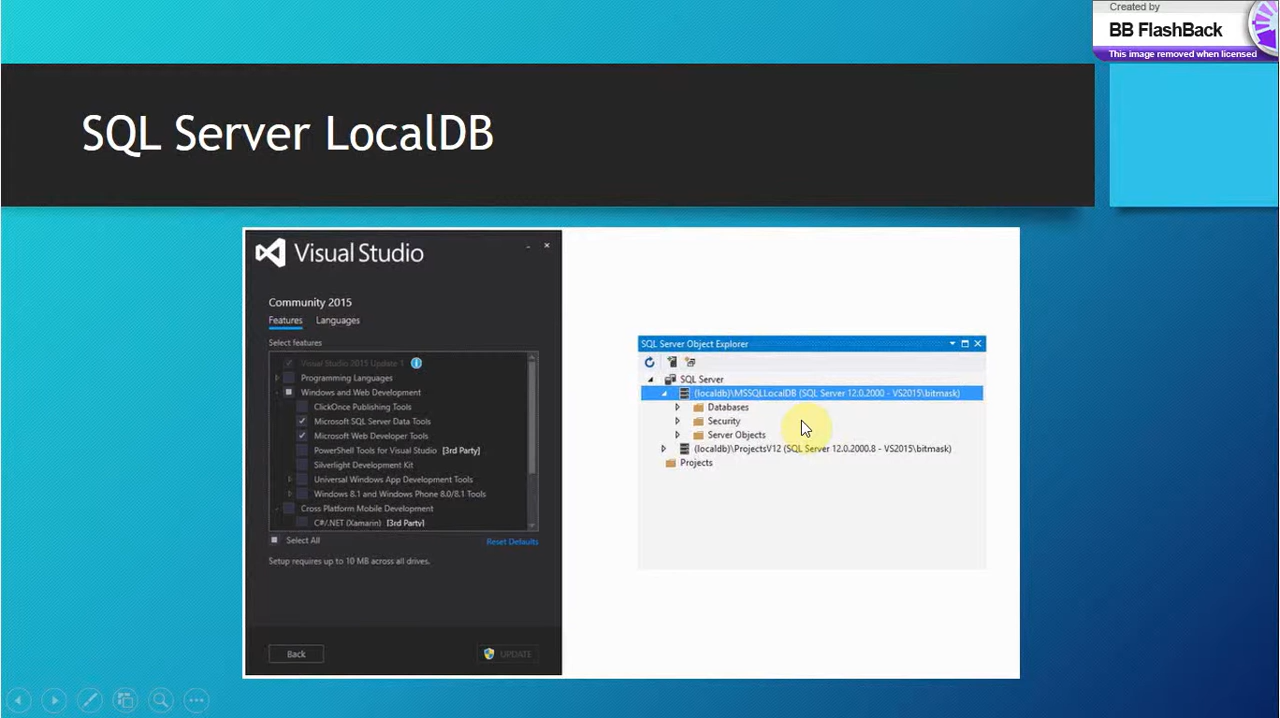 Created by
BB FlashBack
This image removed when licensed
SQL Server LocalDB
Visual Studio
Community 2015
Features Languages
Select features
Visual Studio 2015 Update 1
Programming Languages
Windows and Web Development
ClickOnce Publishing Tools
Microsoft SQL Server Data Tools
Microsoft Web Developer Tools
PowerShell Tools for Visual Studio [3rd Party]
Silverlight Development Kit
Universal Windows App Development Tools
Windows 8.1 and Windows Phone 8.0/8.1 Tools
Cross Platform Mobile Development
C#/.NET (Xamarin) [3rd Party]
Select All
Reset Defaults
Setup requires up to 10 MB across all drives.
Back
UPDATE
SQL Server Object Explorer
SQL Server
(localdb)\MSSQLLocalDB (SQL Server 12.0.2000 - VS2015\bitmask)
Databases
Security
Server Objects
(localdb)\ProjectsV12 (SQL Server 12.0.2000.8 - VS2015\bitmask)
Projects